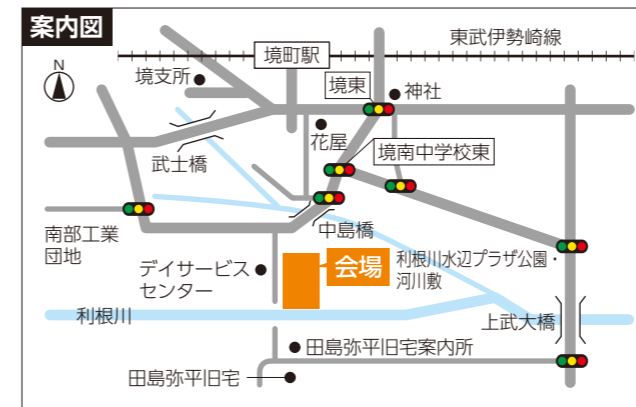 案内図
東武伊勢崎線
境町駅
N
境支所
境東
神社
花屋
武士橋
境南中学校東
中島橋
南部工業
団地
デイサービス
センター
会場
利根川水辺プラザ公園・
河川敷
利根川
上武大橋
田島弥平旧宅案内所
田島弥平旧宅